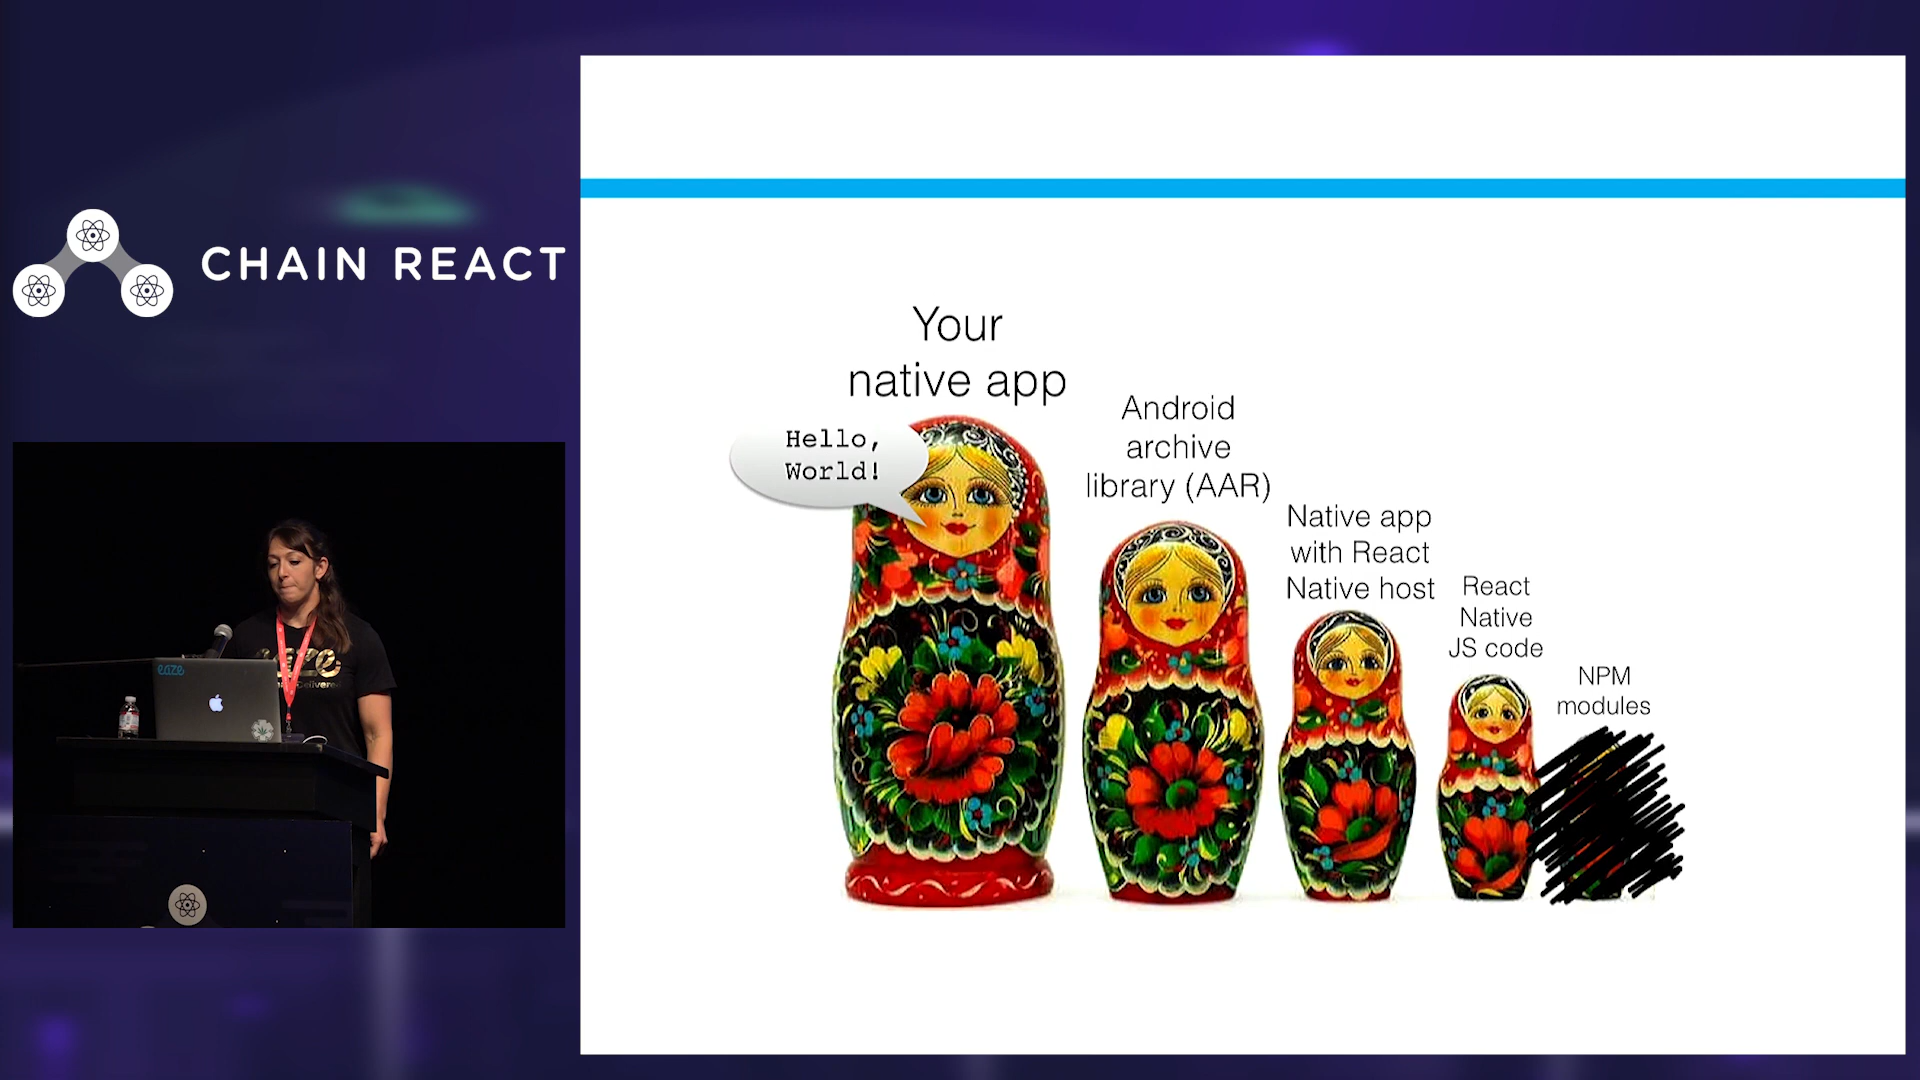 CHAIN REACT
Your
native app
Hello,
World!
Android
archive
library (AAR)
Native app
with React
Native host
React
Native
JS code
NPM
modules
eaze